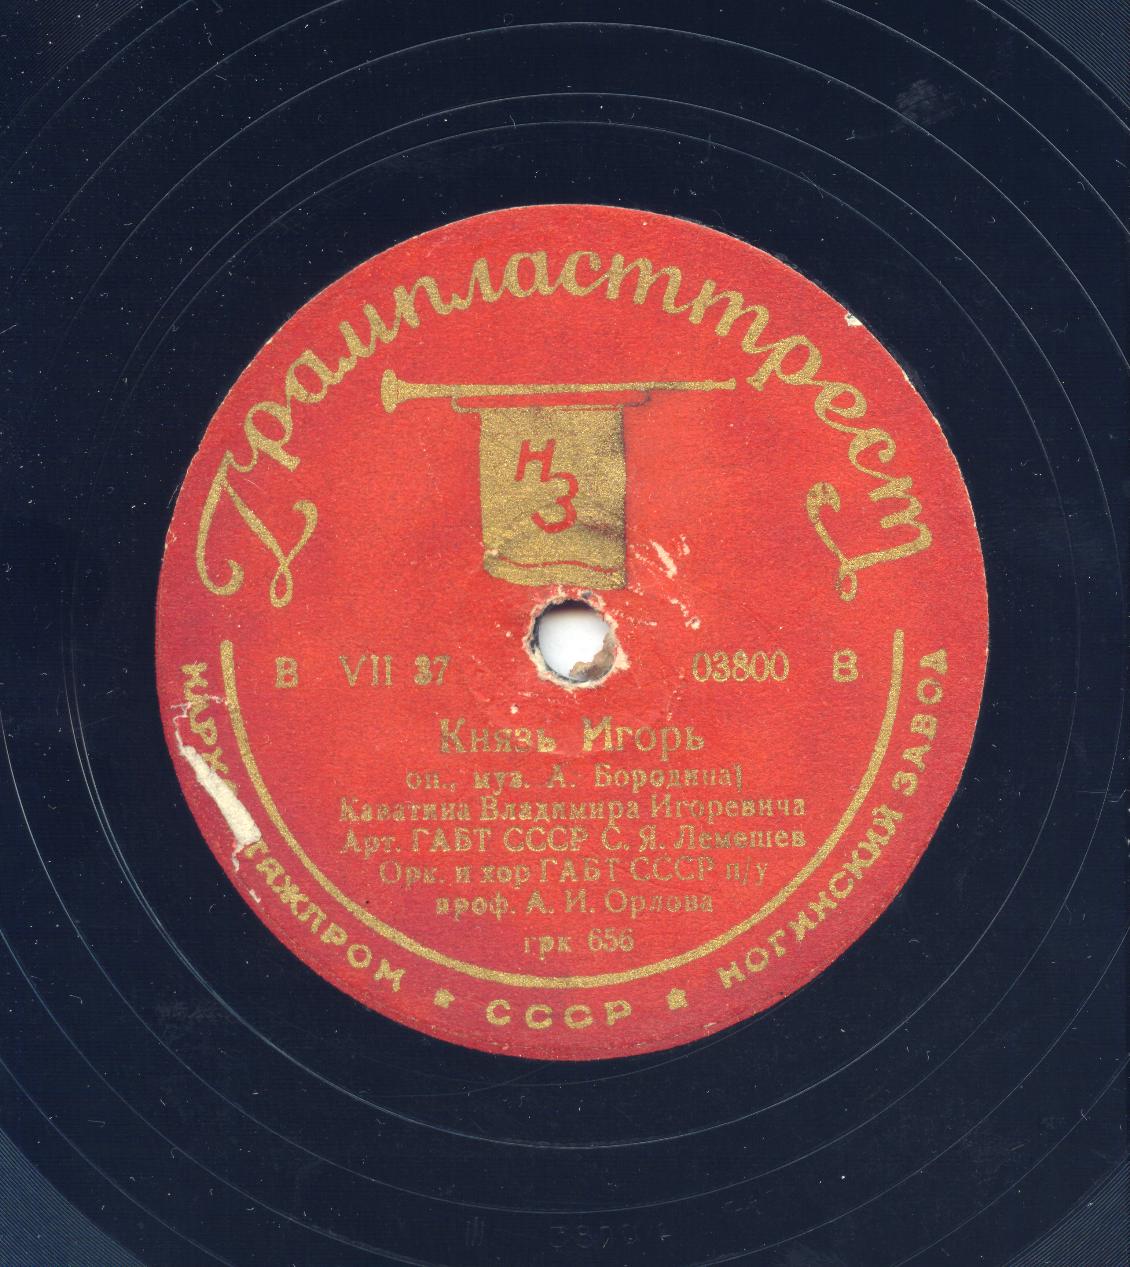 Грампласттрест
НЗ
В VII 37 03800 В
Князь Игорь
оп., муз. А. Бородина)
Каватина Владимира Игоревича
Арт. ГАБТ СССР С. Я. Лемешев
Орк. и хор ГАБТ СССР п/у
проф. А. И. Орлова
грк 656
ТЯЖПРОМ ★ СССР ★ НОГИНСКИЙ ЗАВОД